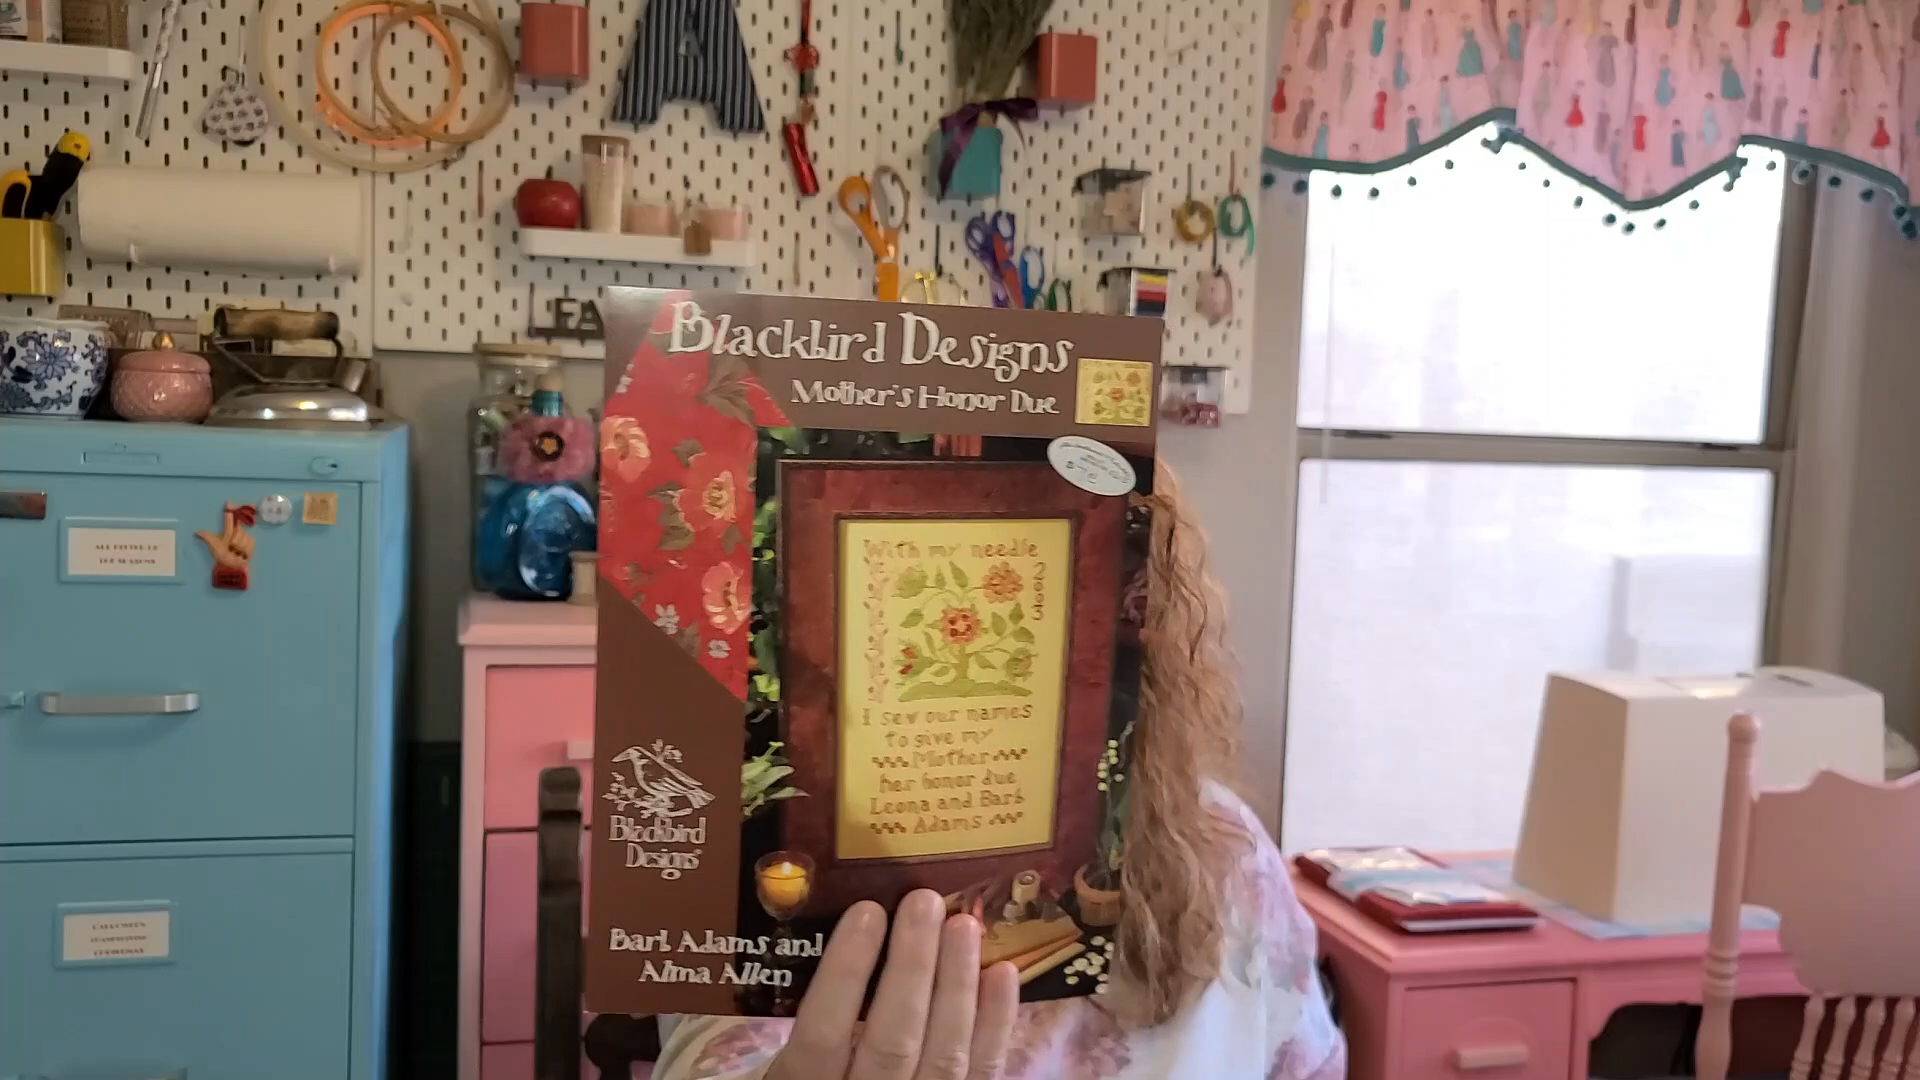 A
FA
Blackbird Designs
Mother's Honor Due
With my needle
2003
I sew our names
to give my
Mother
her honor due
Leona and Barb
Adams
BlackBird
Designs
Barb Adams and
Alma Allen